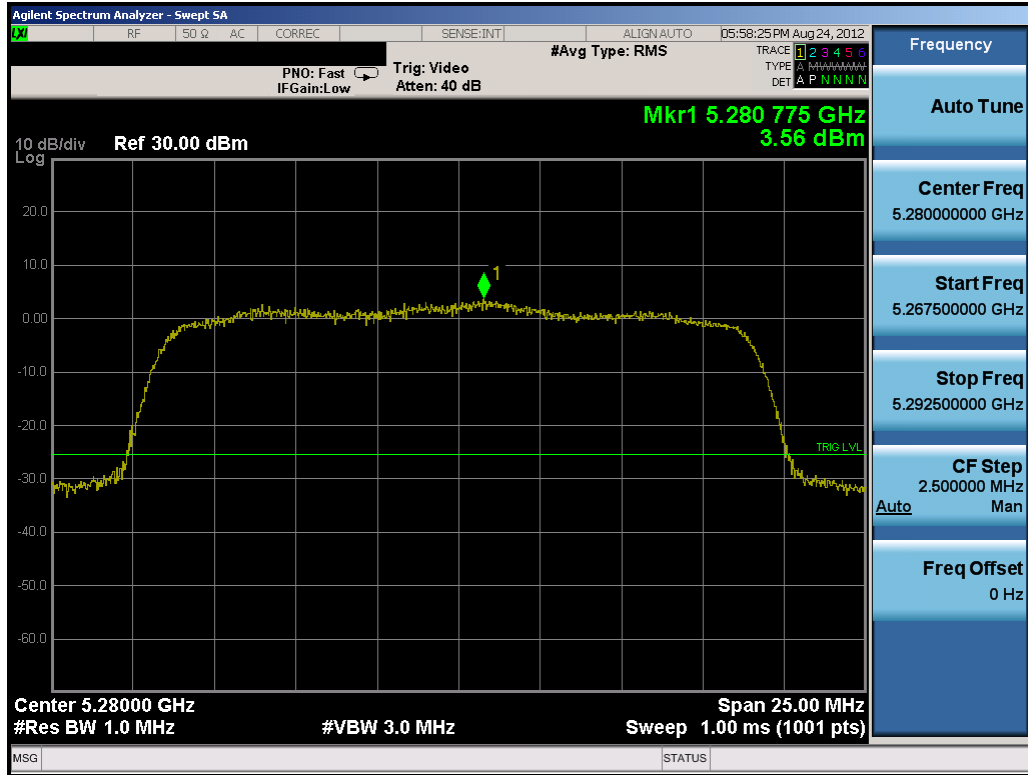 Agilent Spectrum Analyzer - Swept SA
LXI RF 50 Ω AC CORREC SENSE:INT ALIGN AUTO 05:58:25 PM Aug 24, 2012
#Avg Type: RMS
TRACE 1 2 3 4 5 6
PNO: Fast Trig: Video
TYPE A M W W W W W
IFGain:Low Atten: 40 dB
DET A P N N N N
Mkr1 5.280 775 GHz
3.56 dBm
10 dB/div Ref 30.00 dBm
Log
20.0
10.0
1
0.00
-10.0
-20.0
TRIG LVL
-30.0
-40.0
-50.0
-60.0
Center 5.28000 GHz Span 25.00 MHz
#Res BW 1.0 MHz #VBW 3.0 MHz Sweep 1.00 ms (1001 pts)
MSG STATUS
Frequency
Auto Tune
Center Freq
5.280000000 GHz
Start Freq
5.267500000 GHz
Stop Freq
5.292500000 GHz
CF Step
2.500000 MHz
Auto Man
Freq Offset
0 Hz